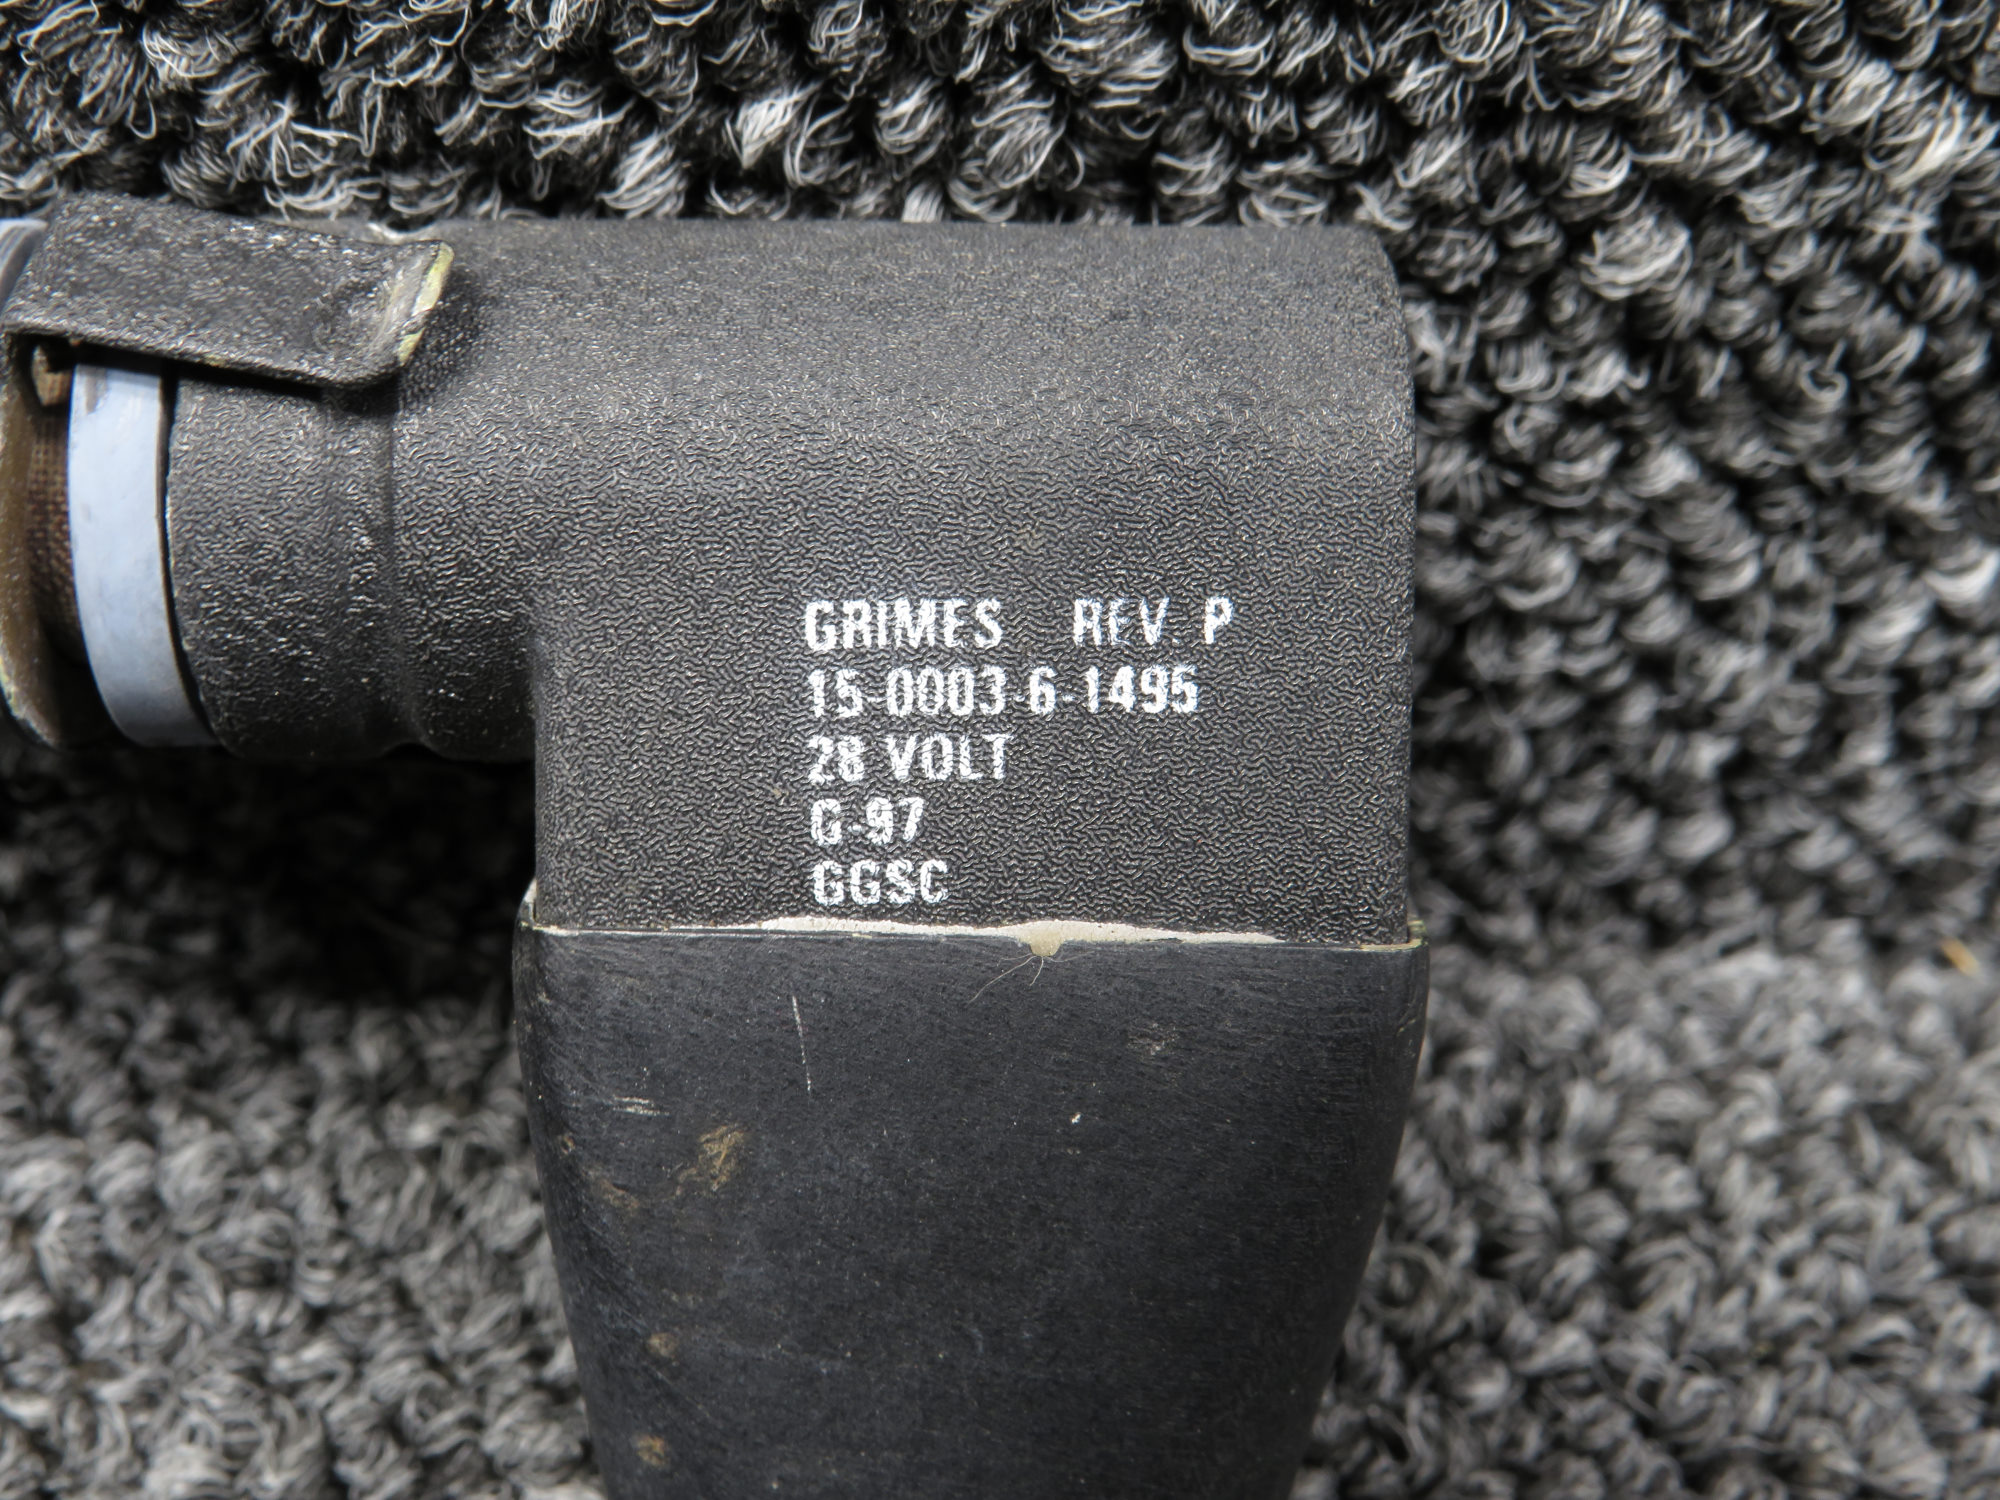 GRIMES REV. P
15-0003-6-1495
28 VOLT
G-97
GGSC